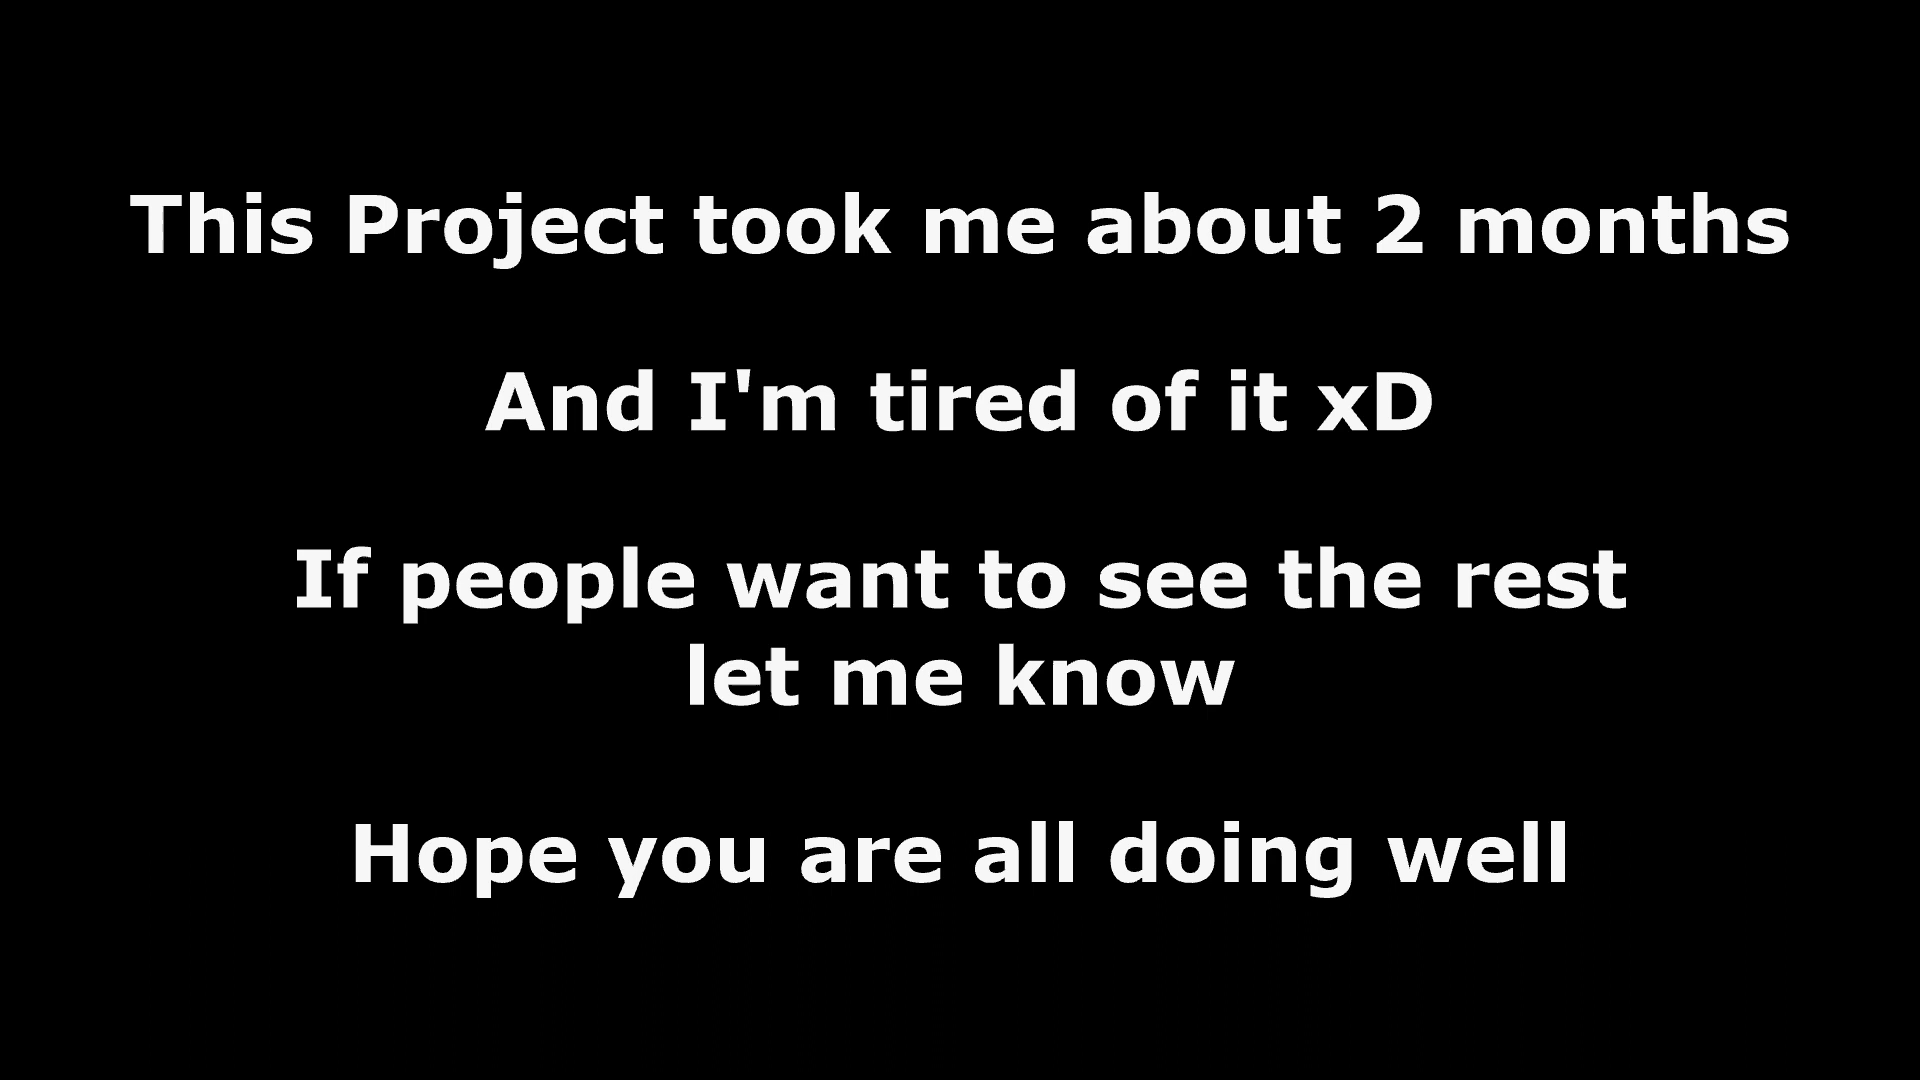 This Project took me about 2 months
And I'm tired of it xD
If people want to see the rest
let me know
Hope you are all doing well